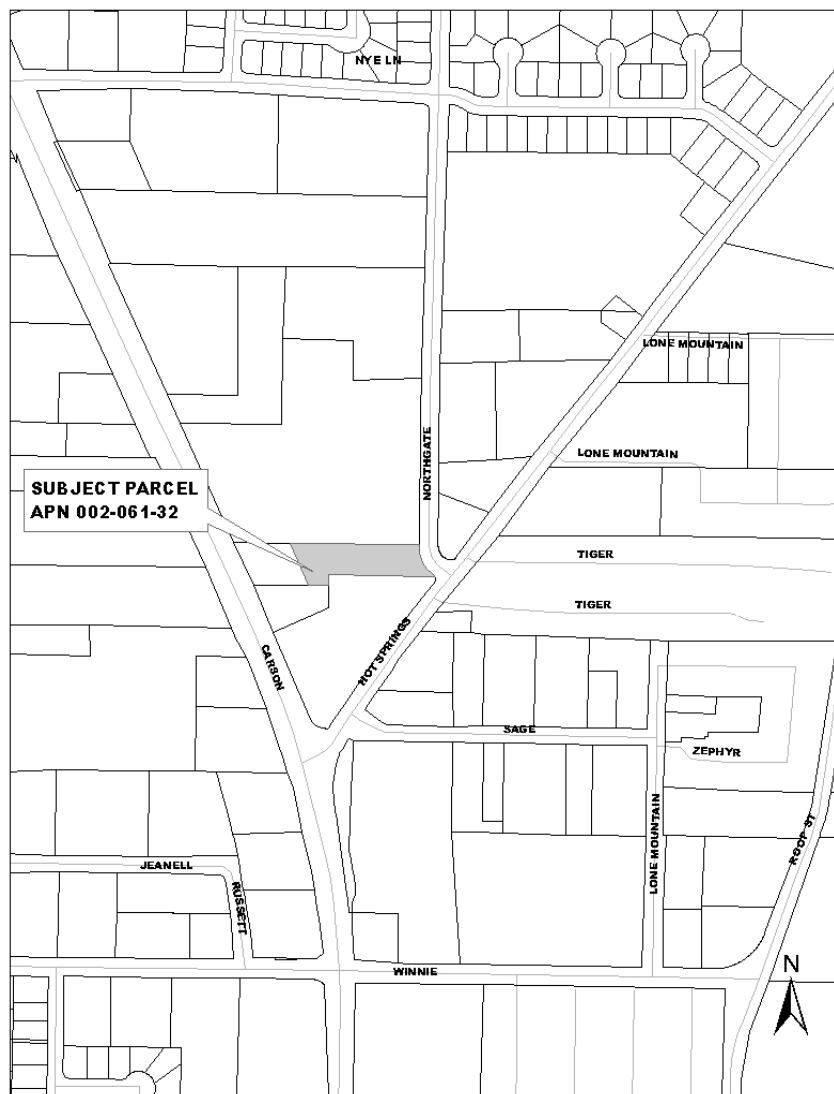 NYE LN
LONE MOUNTAIN
NORTHGATE
LONE MOUNTAIN
SUBJECT PARCEL
APN 002-061-32
TIGER
TIGER
HOT SPRINGS
CARSON
SAGE
ZEPHYR
LONE MOUNTAIN
ROOP ST
JEANELL
RUSSETT
WINNIE
N